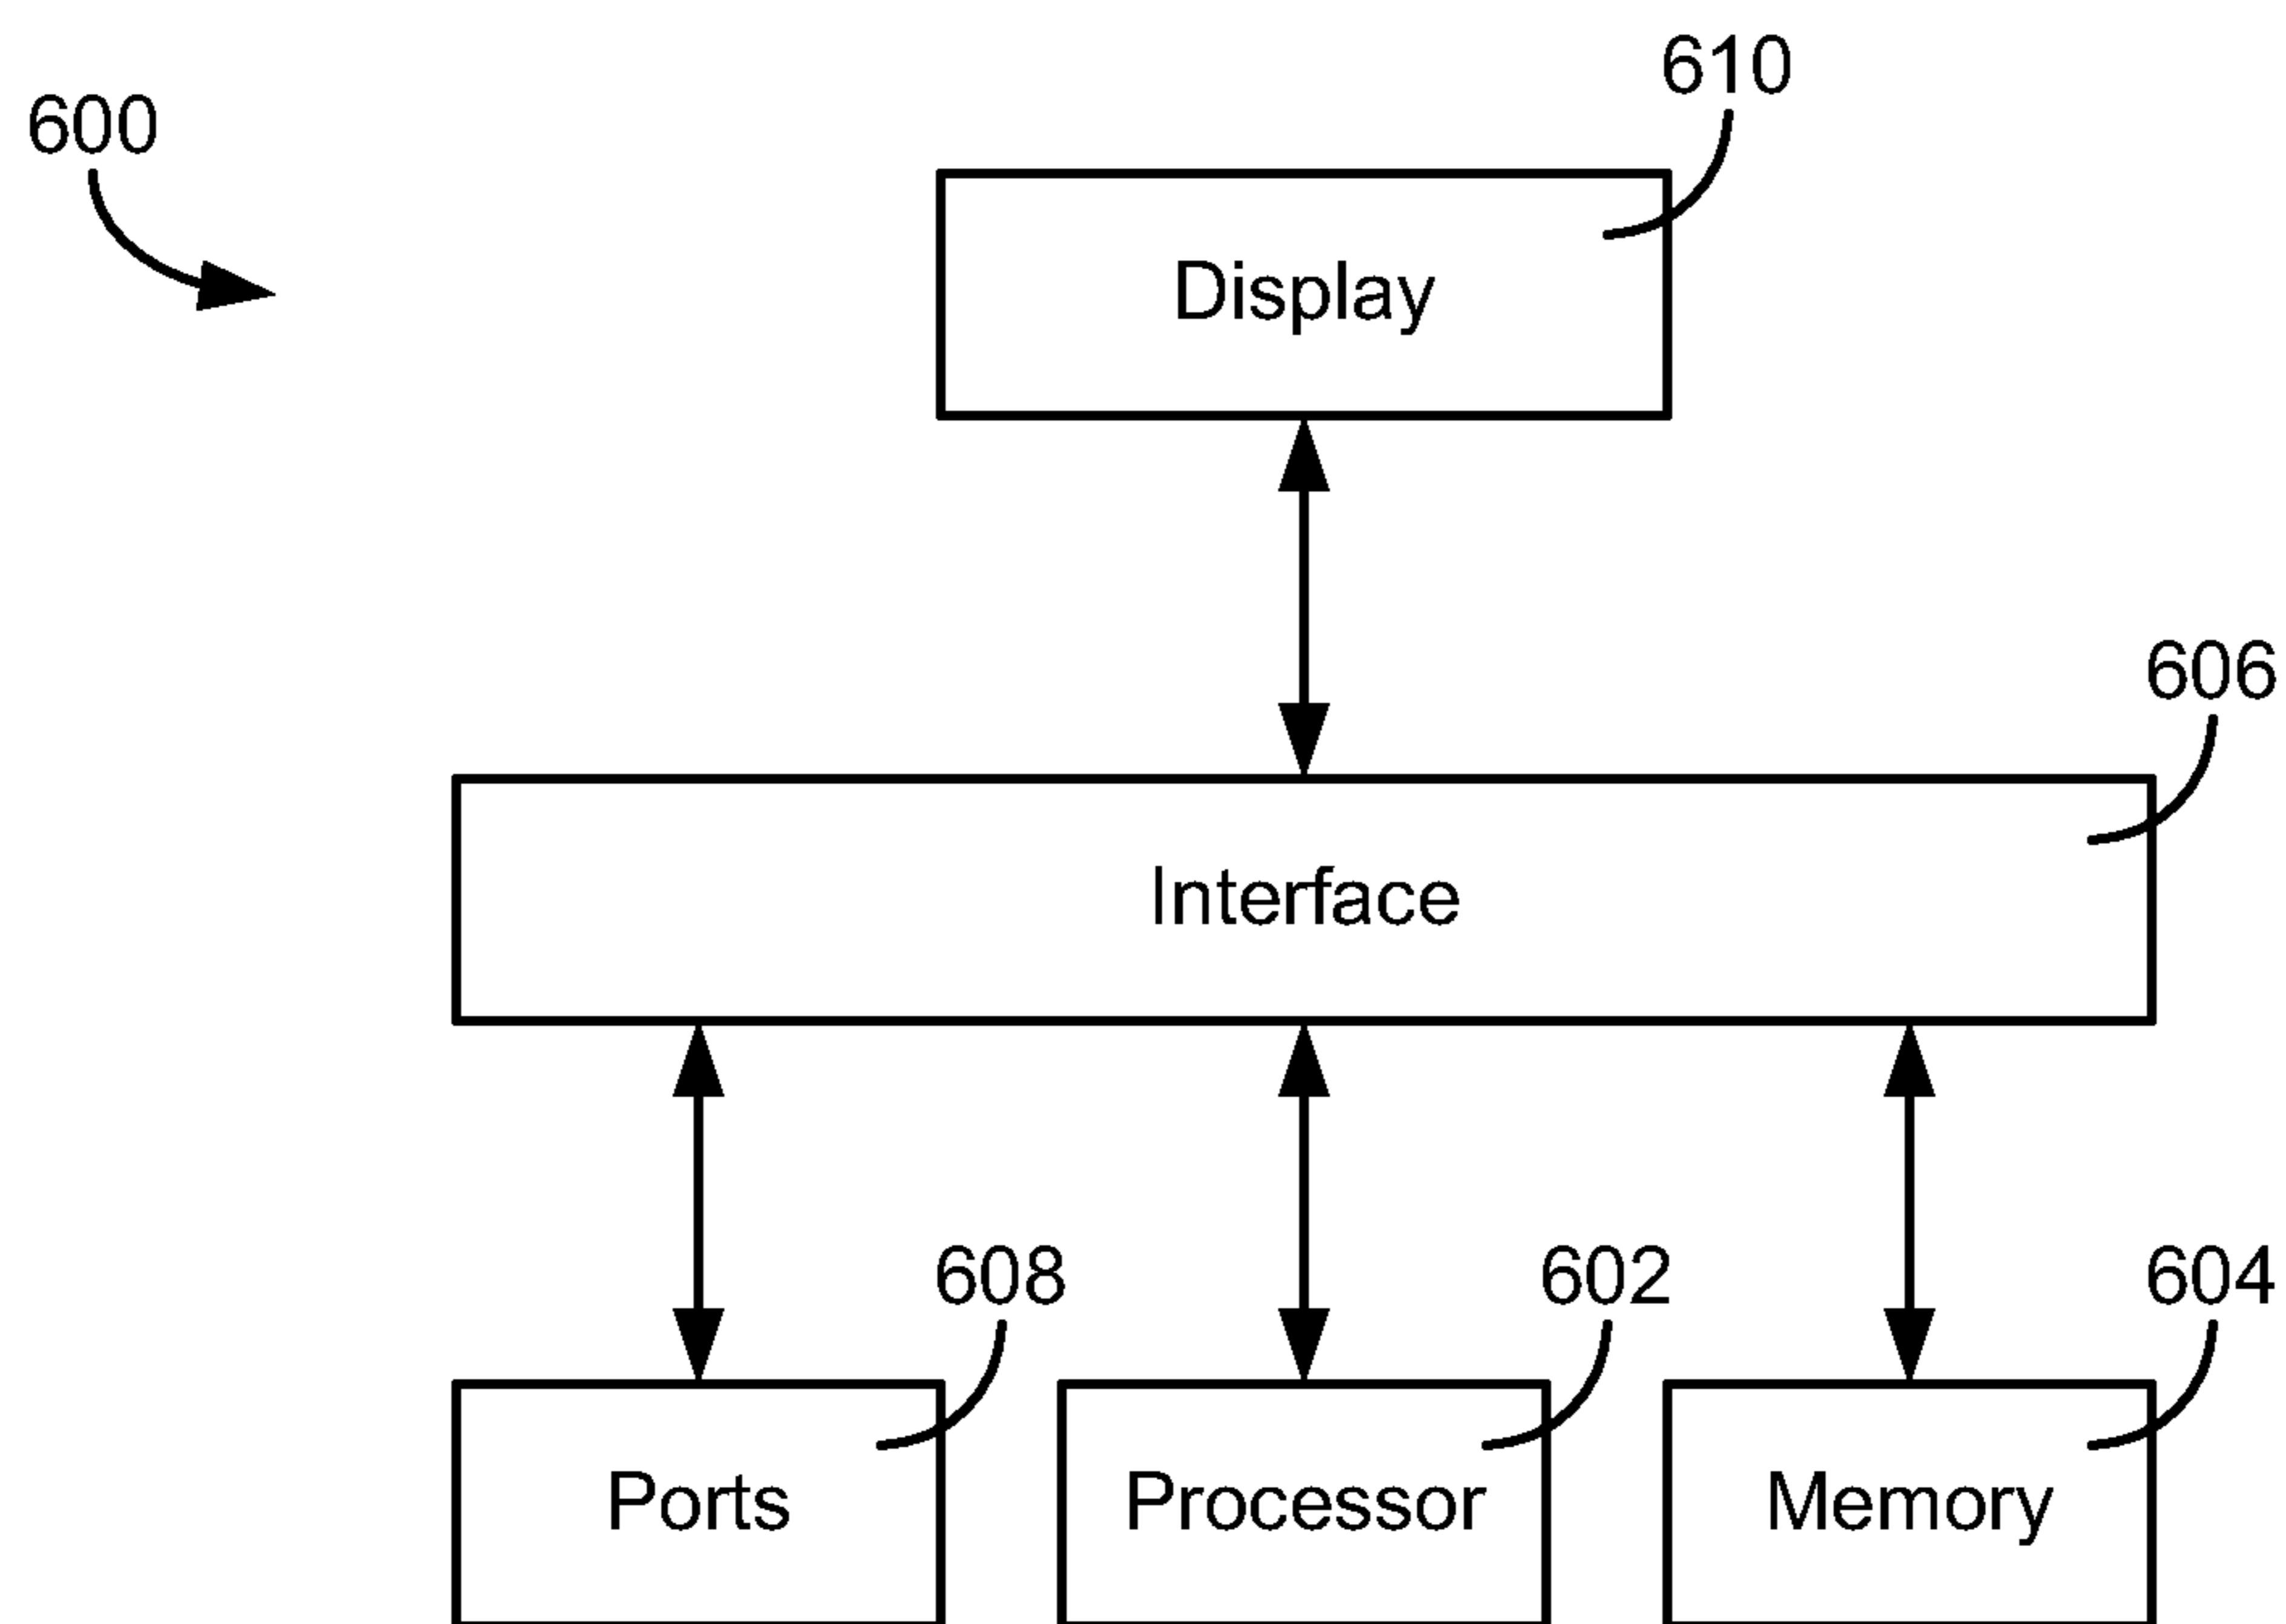 610
600
Display
606
Interface
608
602
604
Ports
Processor
Memory